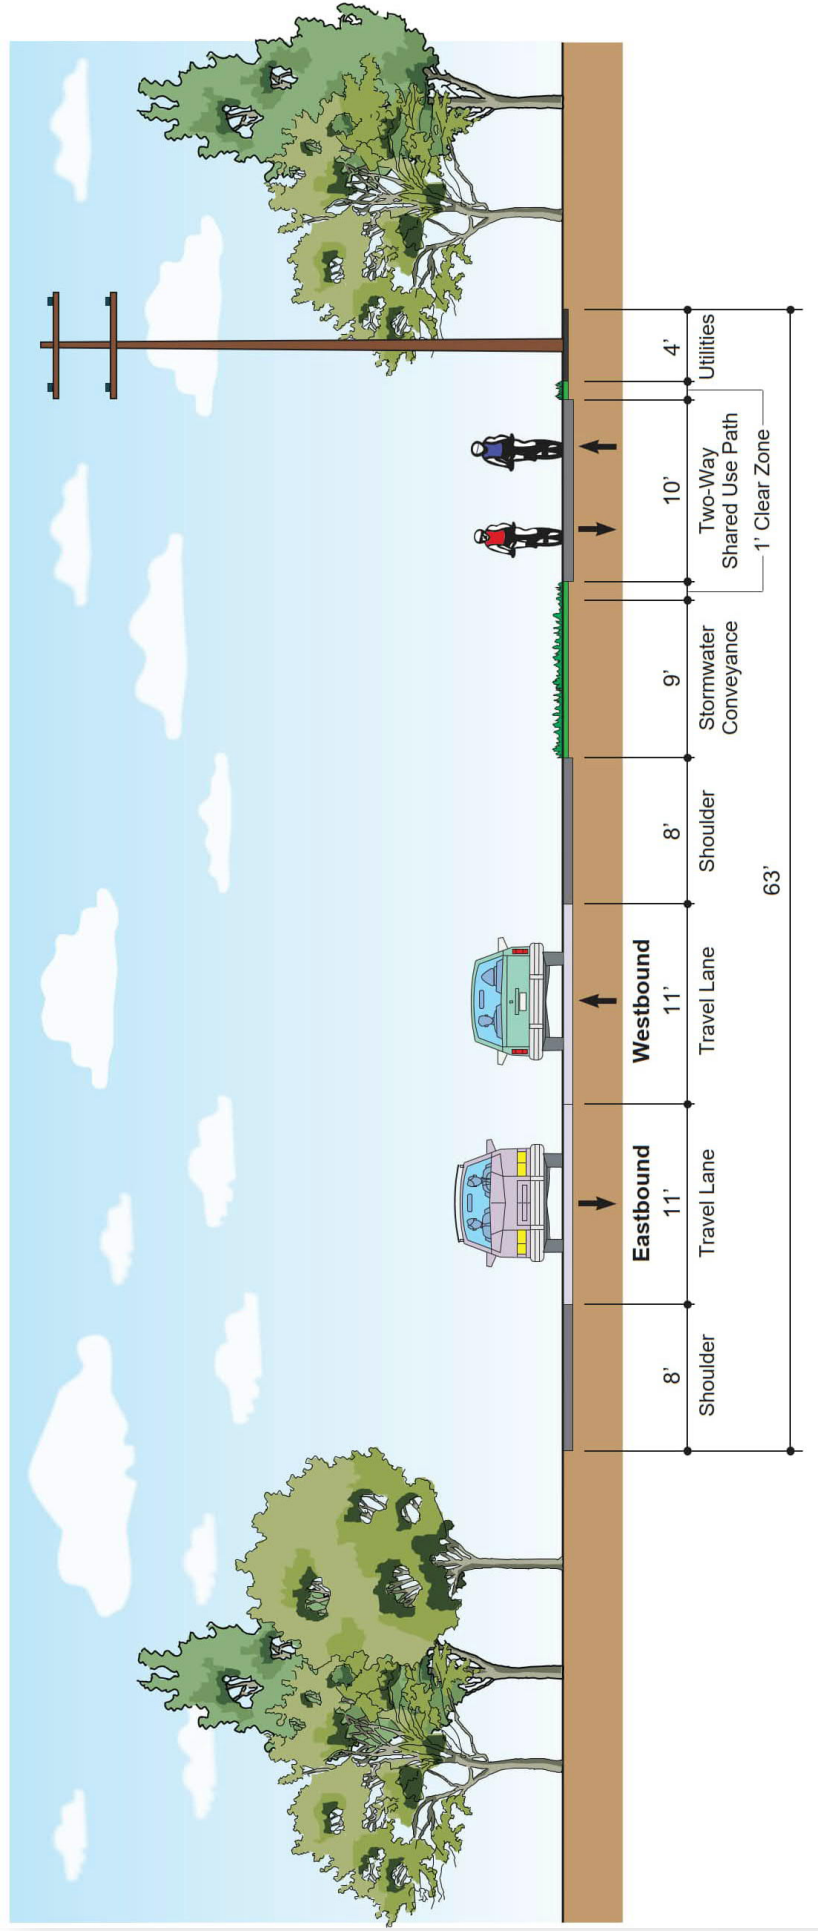 Eastbound
Westbound
8'
11'
11'
8'
9'
10'
4'
Shoulder
Travel Lane
Travel Lane
Shoulder
Stormwater
Conveyance
Two-Way
Shared Use Path
Utilities
1' Clear Zone
63'